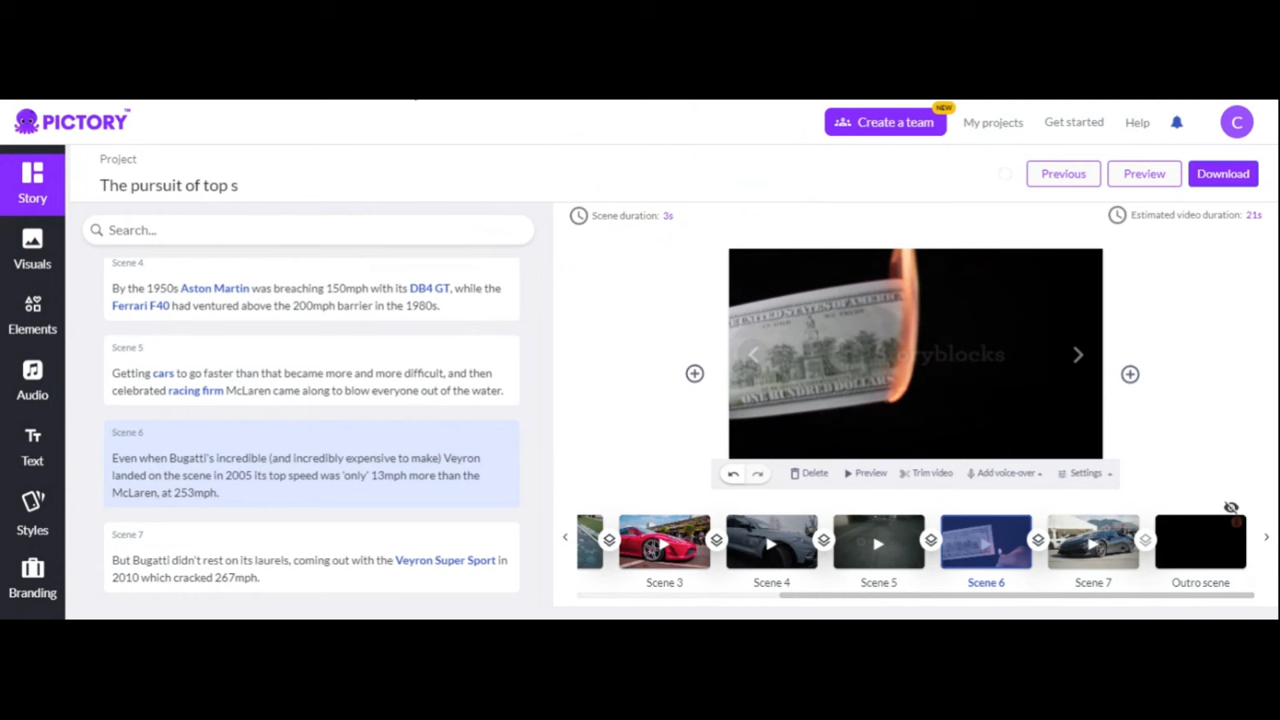 PICTORY™
NEW
Create a team
My projects
Get started
Help
C
Project
The pursuit of top s
Previous
Preview
Download
Story
Visuals
Elements
Audio
Text
Styles
Branding
Search...
Scene 4
By the 1950s Aston Martin was breaching 150mph with its DB4 GT, while the
Ferrari F40 had ventured above the 200mph barrier in the 1980s.
Scene 5
Getting cars to go faster than that became more and more difficult, and then
celebrated racing firm McLaren came along to blow everyone out of the water.
Scene 6
Even when Bugatti's incredible (and incredibly expensive to make) Veyron
landed on the scene in 2005 its top speed was 'only' 13mph more than the
McLaren, at 253mph.
Scene 7
But Bugatti didn't rest on its laurels, coming out with the Veyron Super Sport in
2010 which cracked 267mph.
Scene duration: 3s
Estimated video duration: 21s
UNITED STATES OF AMERICA
ONE HUNDRED DOLLARS
Delete
Preview
Trim video
Add voice-over
Settings
Scene 3
Scene 4
Scene 5
Scene 6
Scene 7
Outro scene